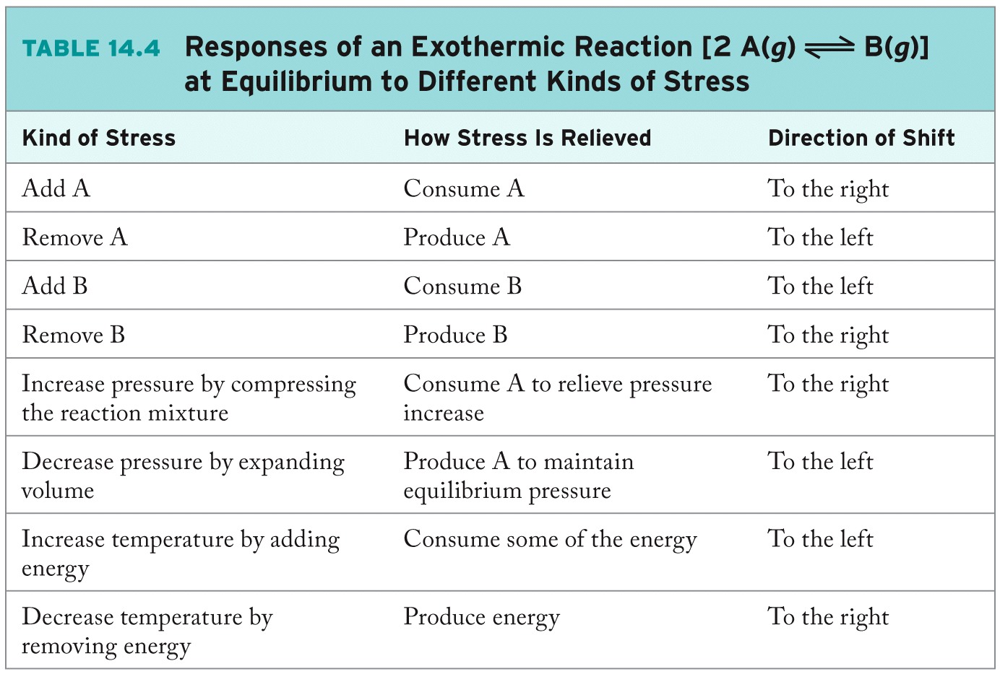 TABLE 14.4 Responses of an Exothermic Reaction [2 A(g) ⇌ B(g)]
at Equilibrium to Different Kinds of Stress
Kind of Stress How Stress Is Relieved Direction of Shift
Add A Consume A To the right
Remove A Produce A To the left
Add B Consume B To the left
Remove B Produce B To the right
Increase pressure by compressing Consume A to relieve pressure To the right
the reaction mixture increase
Decrease pressure by expanding Produce A to maintain To the left
volume equilibrium pressure
Increase temperature by adding Consume some of the energy To the left
energy
Decrease temperature by Produce energy To the right
removing energy